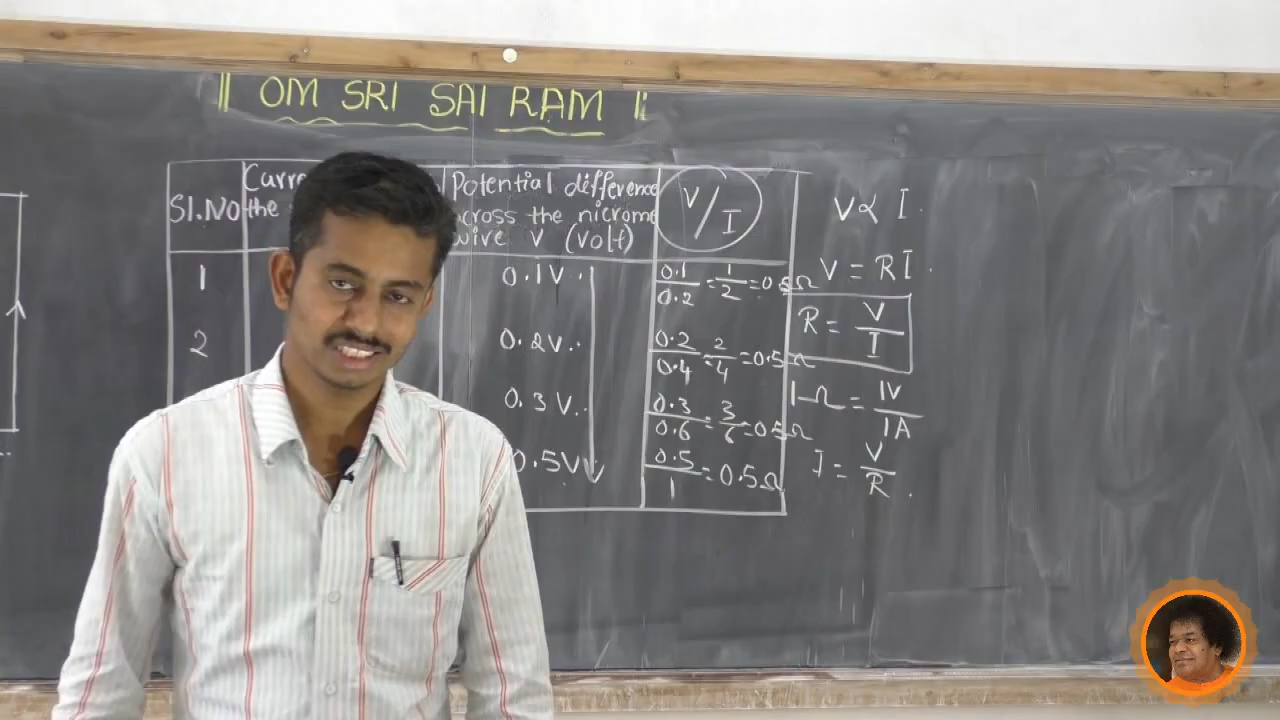 || OM SRI SAI RAM ||
Sl.No
the
Potential difference
across the nicrome
wire V (Volt)
V/I
1
0.1V
0.1/0.2 = 1/2 = 0.5Ω
2
0.2V
0.2/0.4 = 2/4 = 0.5Ω
0.3V
0.3/0.6 = 3/6 = 0.5Ω
0.5V
0.5/1 = 0.5Ω
V ∝ I
V = RI
R = V/I
1Ω = 1V/1A
I = V/R